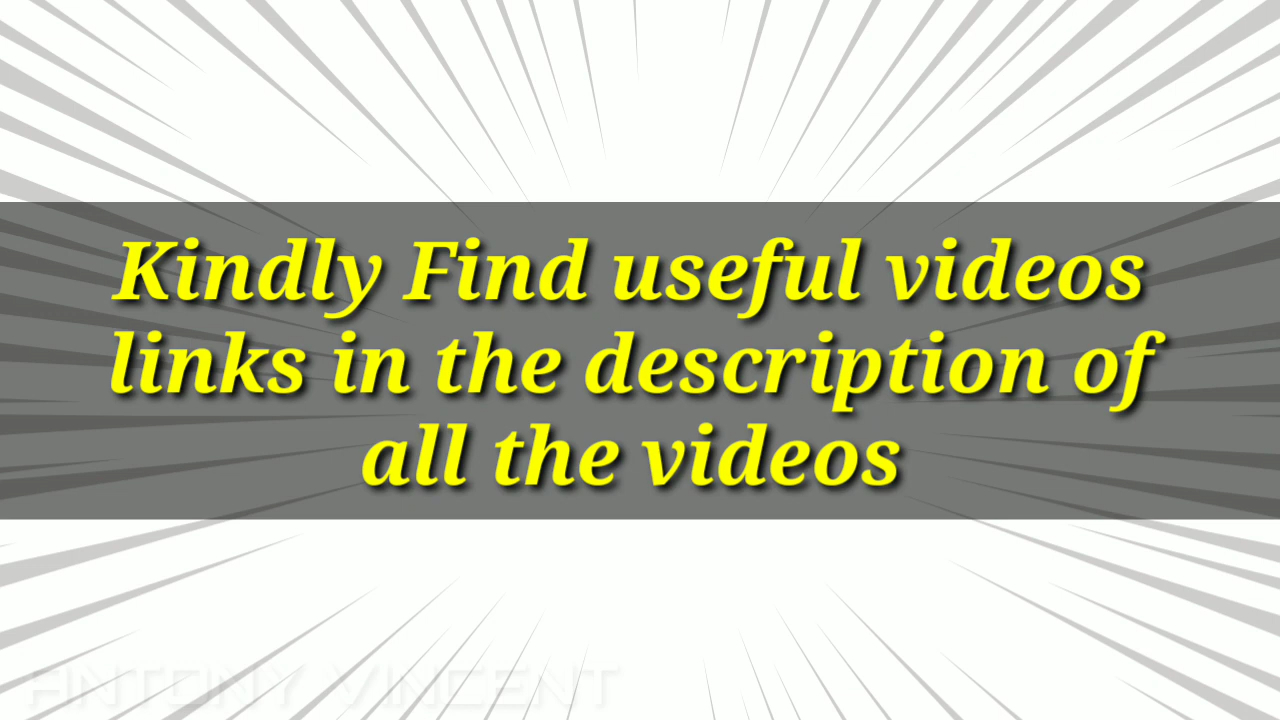 Kindly Find useful videos
links in the description of
all the videos
ANTONY VINCENT